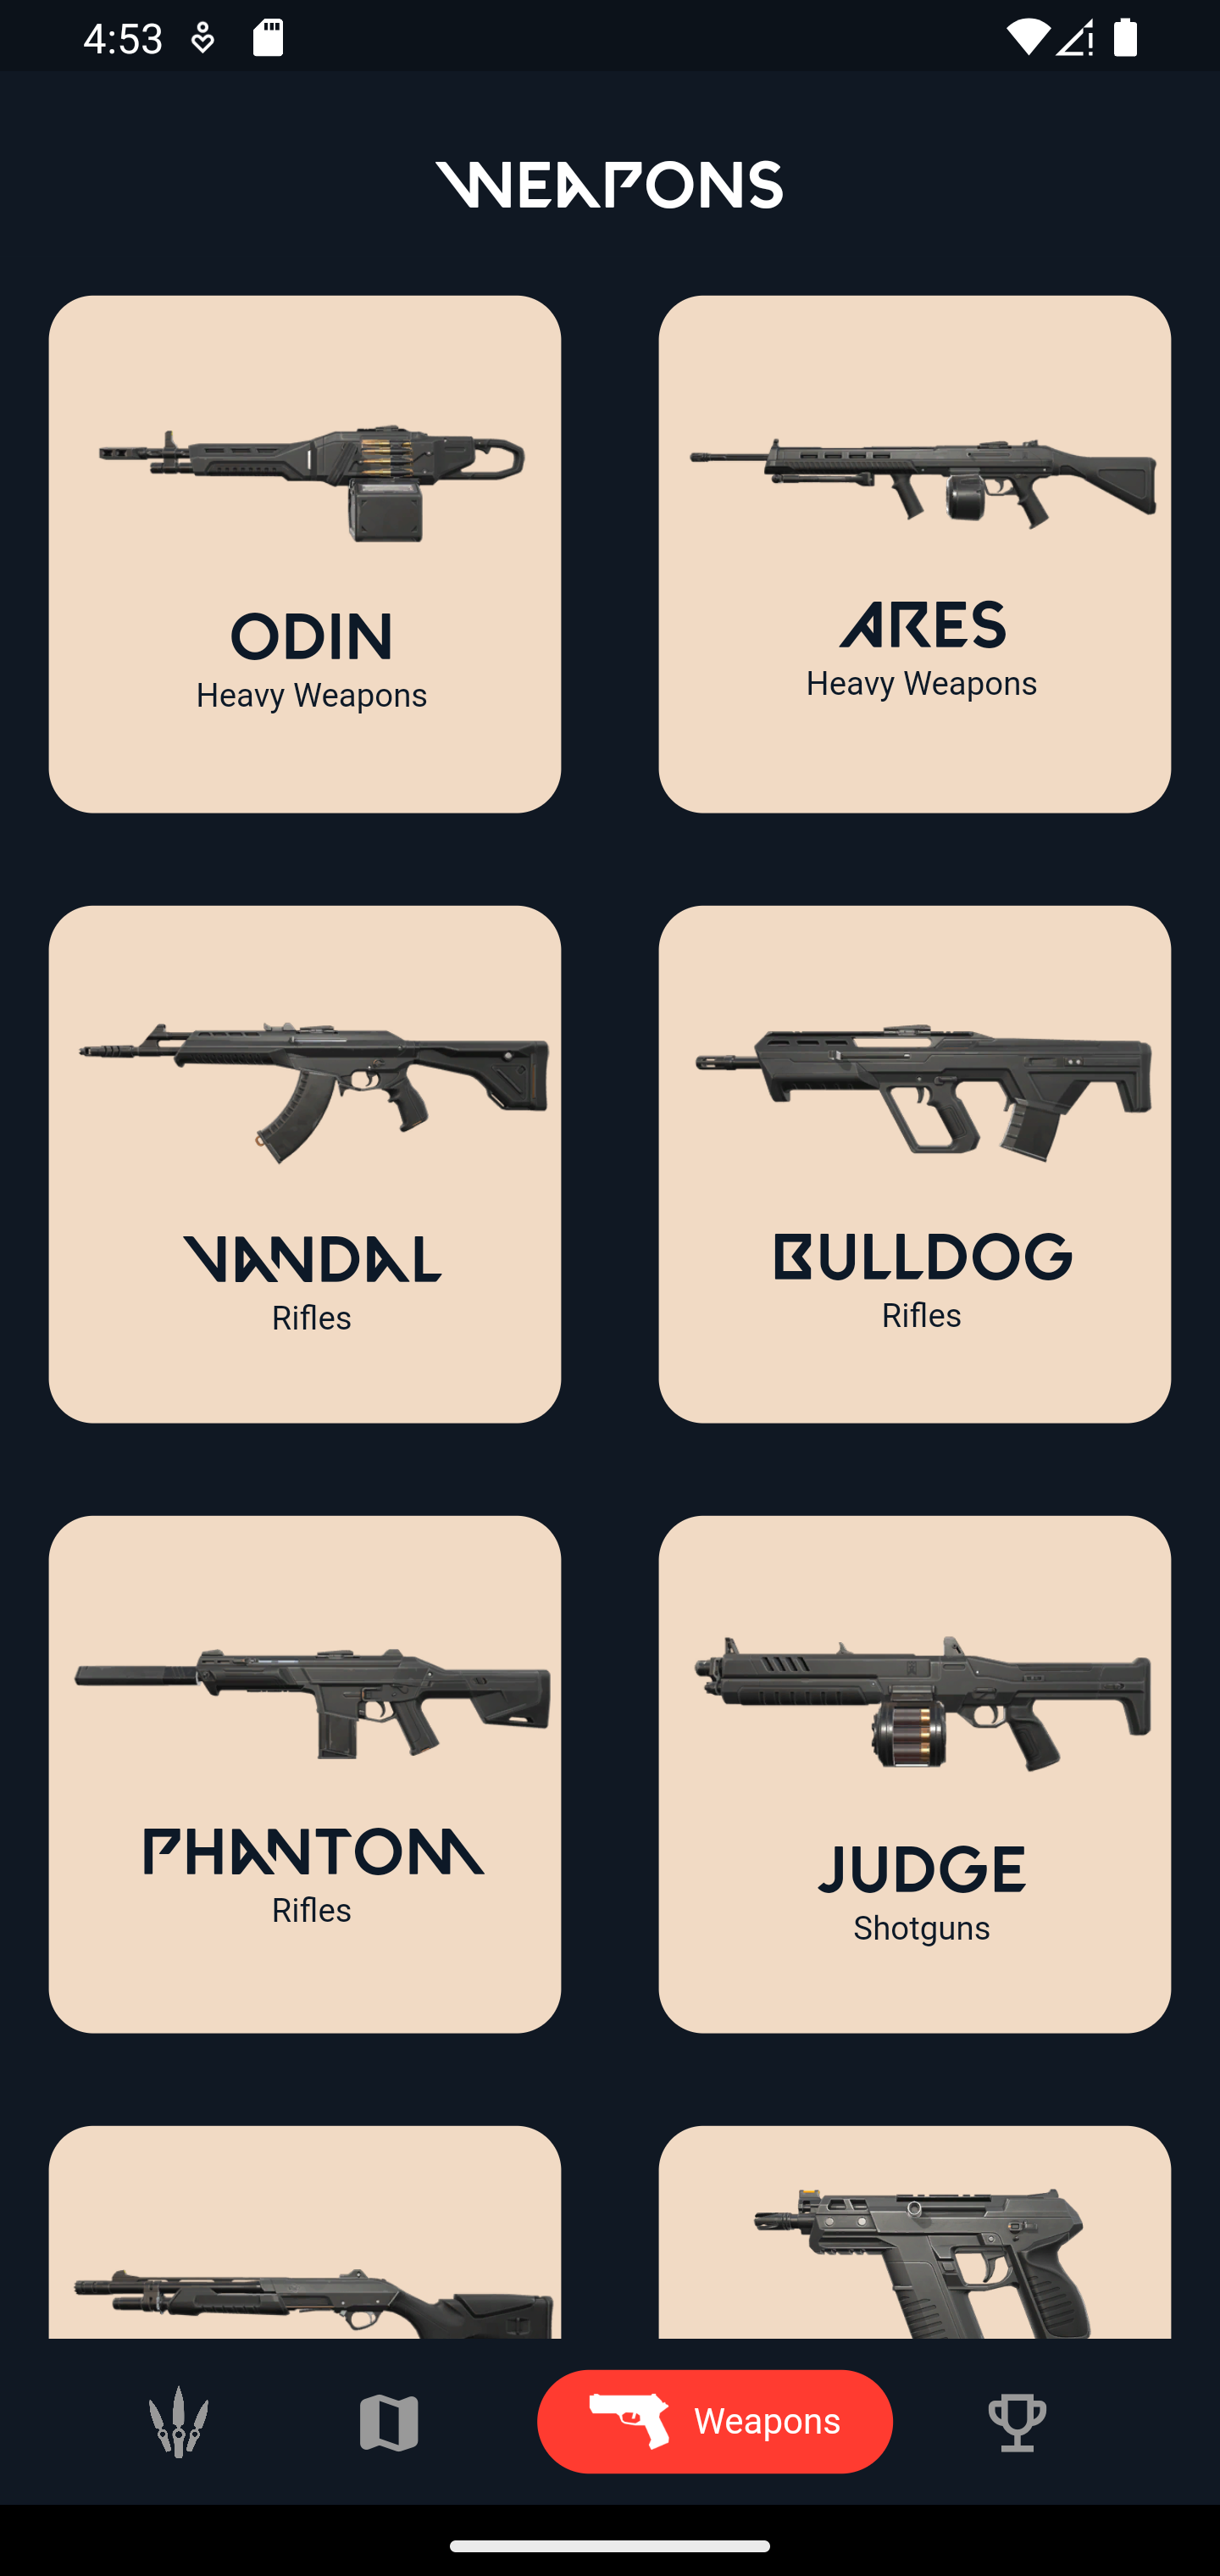 4:53
WEAPONS
ODIN
Heavy Weapons
ARES
Heavy Weapons
VANDAL
Rifles
BULLDOG
Rifles
PHANTOM
Rifles
JUDGE
Shotguns
Weapons